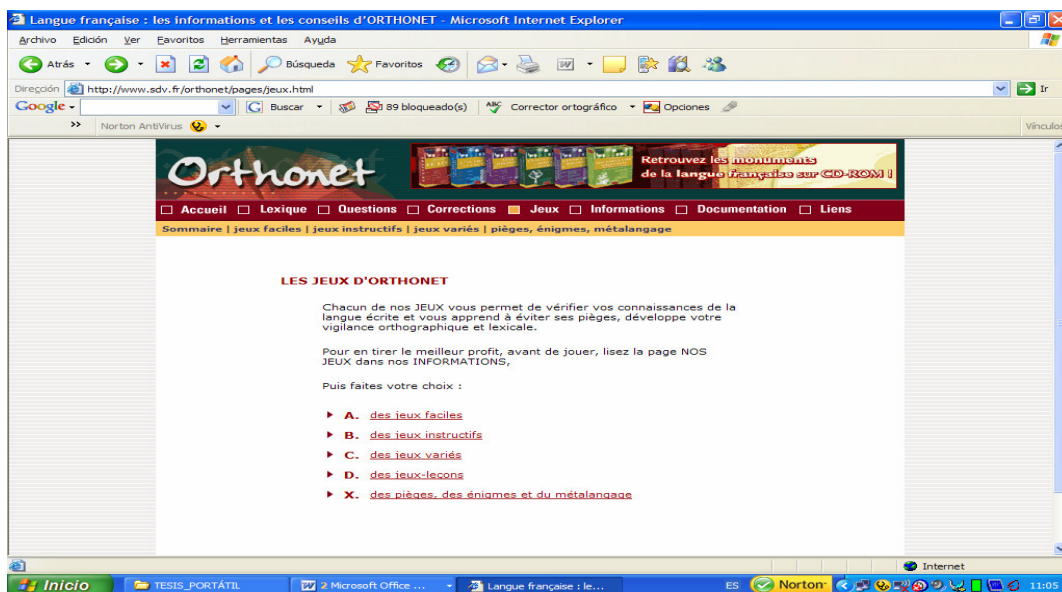 Langue française : les informations et les conseils d'ORTHONET - Microsoft Internet Explorer
Archivo Edición Ver Favoritos Herramientas Ayuda
Atrás Búsqueda Favoritos
Dirección http://www.sdv.fr/orthonet/pages/jeux.html Ir
Google Buscar 89 bloqueado(s) ABC Corrector ortográfico Opciones
Norton AntiVirus Vínculos
Orthonet
Retrouvez les monuments
de la langue française sur CD-ROM !
Accueil Lexique Questions Corrections Jeux Informations Documentation Liens
Sommaire | jeux faciles | jeux instructifs | jeux variés | pièges, énigmes, métalangage
LES JEUX D'ORTHONET
Chacun de nos JEUX vous permet de vérifier vos connaissances de la
langue écrite et vous apprend à éviter ses pièges, développe votre
vigilance orthographique et lexicale.
Pour en tirer le meilleur profit, avant de jouer, lisez la page NOS
JEUX dans nos INFORMATIONS,
Puis faites votre choix :
A. des jeux faciles
B. des jeux instructifs
C. des jeux variés
D. des jeux-leçons
X. des pièges, des énigmes et du métalangage
Internet
Inicio TESIS_PORTÁTIL 2 Microsoft Office ... Langue française : le... ES Norton 11:05